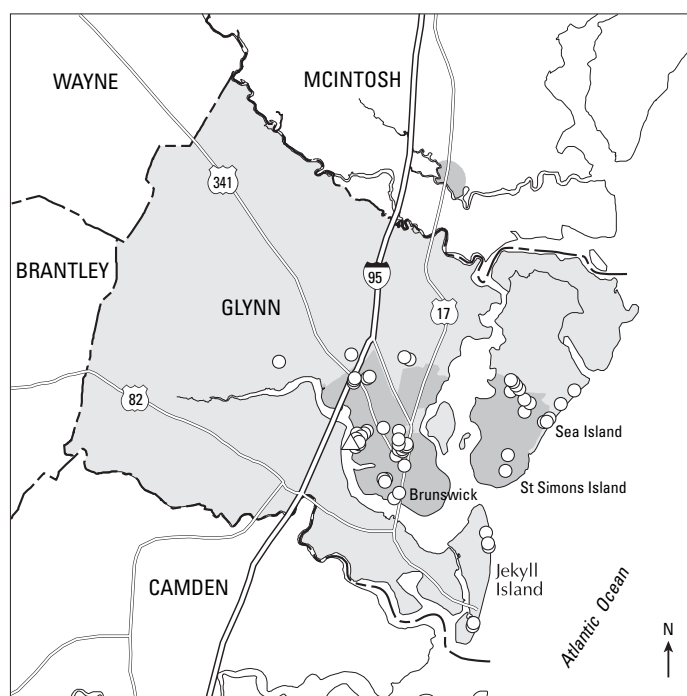 WAYNE
MCINTOSH
341
BRANTLEY
95
GLYNN
17
82
Sea Island
Brunswick
St Simons Island
CAMDEN
Jekyll
Island
Atlantic Ocean
N